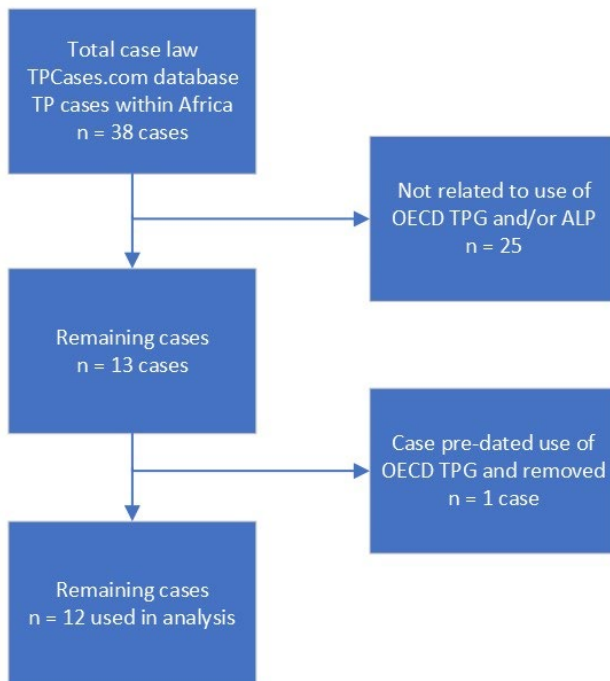 Total case law
TPCases.com database
TP cases within Africa
n = 38 cases
Not related to use of
OECD TPG and/or ALP
n = 25
Remaining cases
n = 13 cases
Case pre-dated use of
OECD TPG and removed
n = 1 case
Remaining cases
n = 12 used in analysis